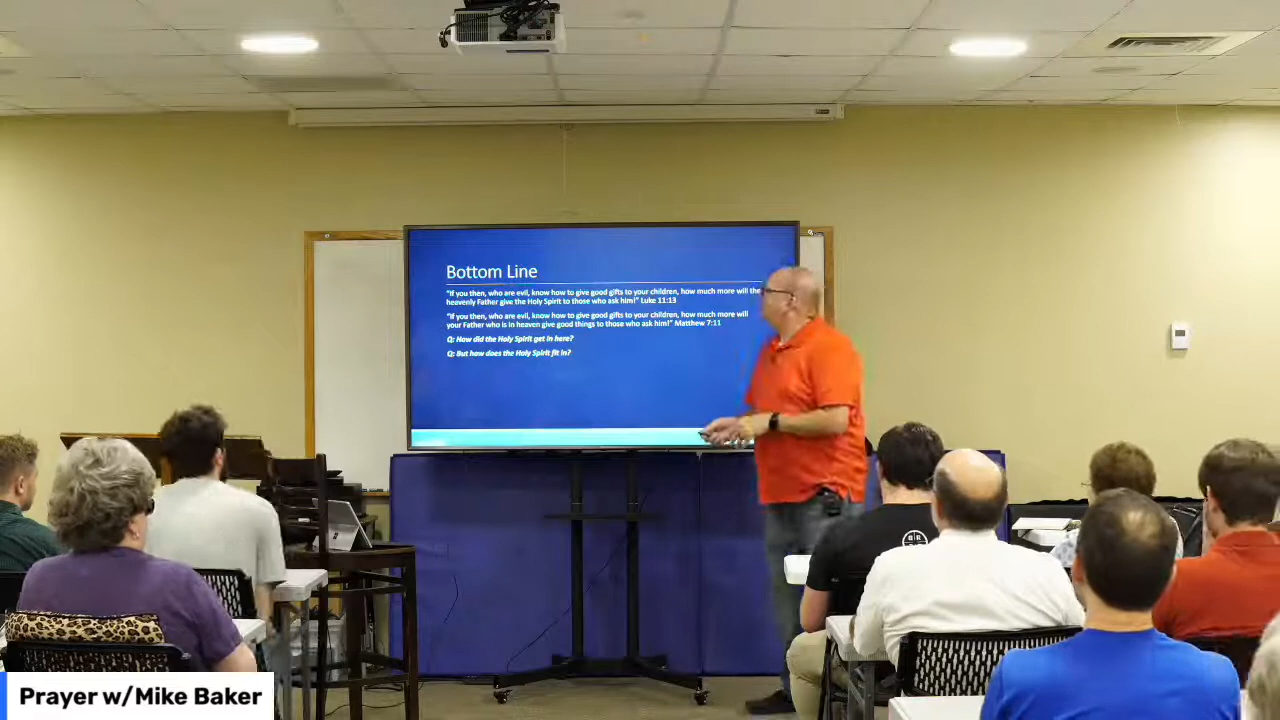 Bottom Line
"If you then, who are evil, know how to give good gifts to your children, how much more will the
heavenly Father give the Holy Spirit to those who ask him!" Luke 11:13
"If you then, who are evil, know how to give good gifts to your children, how much more will
your Father who is in heaven give good things to those who ask him!" Matthew 7:11
Q: How did the Holy Spirit get in here?
Q: But how does the Holy Spirit fit in?
Prayer w/Mike Baker